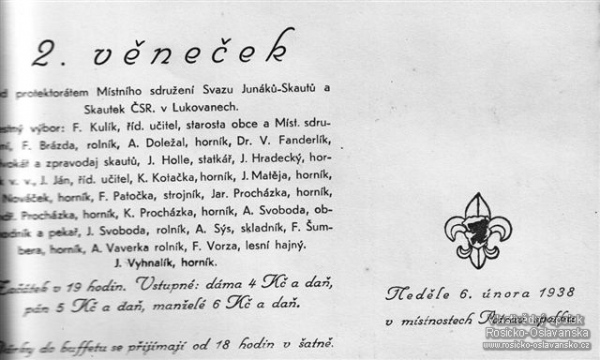 2. věneček
protektorátem Místního sdružení Svazu Junáků-Skautů a
Skautek ČSR. v Lukovanech.
výbor: F. Kulík, říd. učitel, starosta obce a Míst. sdru-
F. Brázda, rolník, A. Doležal, horník, Dr. V. Fanderlík,
a zpravodaj skautů, J. Holle, statkář, J. Hradecký, hor-
v. v., J. Ján, říd. učitel, K. Kotačka, horník, J. Matěja, horník,
Nováček, horník, F. Patočka, strojník, Jar. Procházka, horník,
Procházka, horník, K. Procházka, horník, A. Svoboda, ob-
a pekař, J. Svoboda, rolník, A. Sýs, skladník, F. Šum-
bera, horník, A. Vaverka rolník, F. Vorza, lesní hajný.
J. Vyhnalík, horník.
Začátek v 19 hodin. Vstupné: dáma 4 Kč a daň,
pán 5 Kč a daň, manželé 6 Kč a daň.
do buffetu se přijímají od 18 hodin v šatně.
Neděle 6. února 1938
v místnostech
Rosicko-Oslavanska
www.rosicko-oslavansko.cz